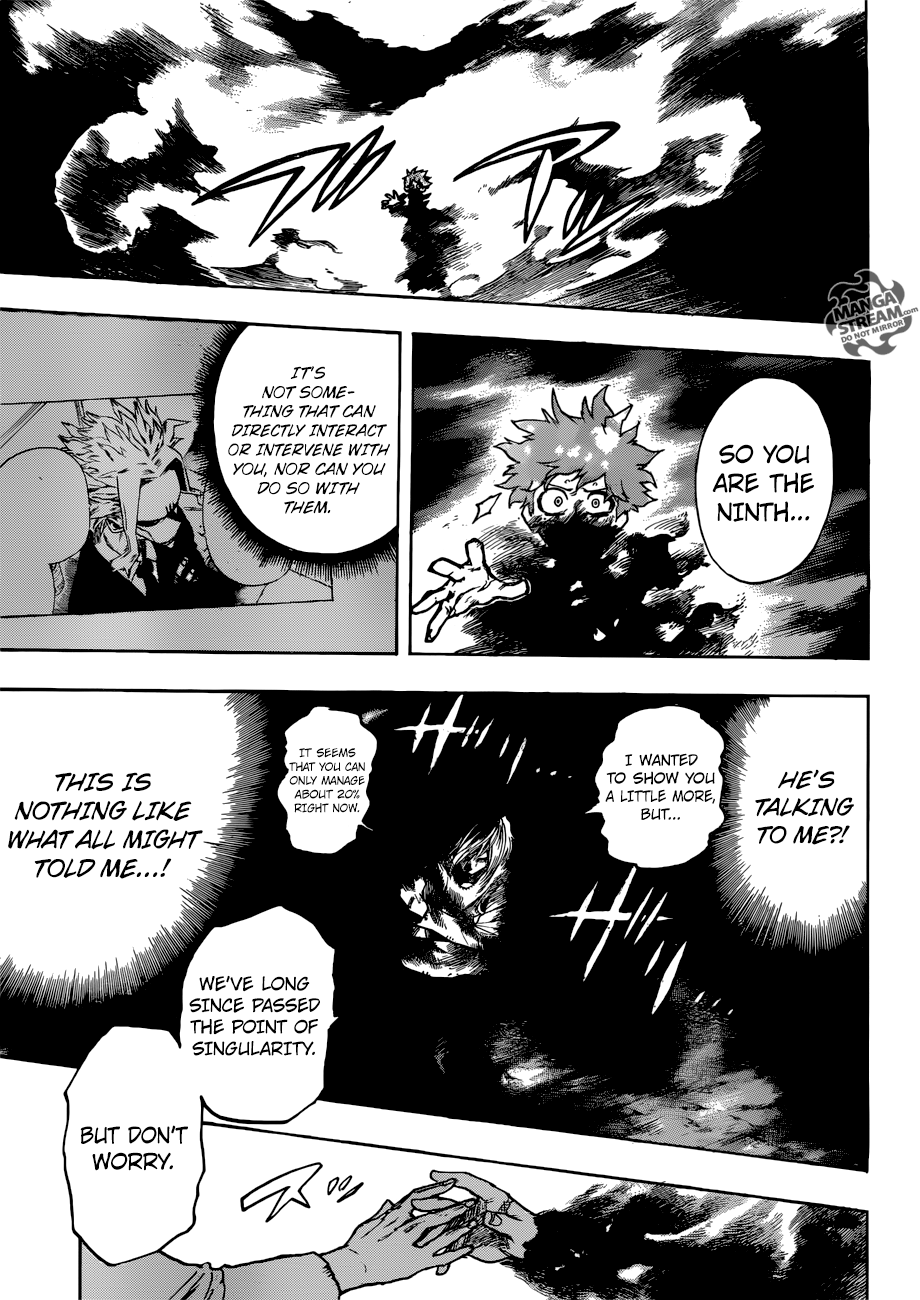 MANGA
STREAM.com
DO NOT MIRROR
SO YOU
ARE THE
NINTH...
IT'S
NOT SOME-
THING THAT CAN
DIRECTLY INTERACT
OR INTERVENE WITH
YOU, NOR CAN YOU
DO SO WITH
THEM.
HE'S
TALKING
TO ME?!
I WANTED
TO SHOW YOU
A LITTLE MORE,
BUT...
IT SEEMS
THAT YOU CAN
ONLY MANAGE
ABOUT 20%
RIGHT NOW.
THIS IS
NOTHING LIKE
WHAT ALL MIGHT
TOLD ME...!
WE'VE LONG
SINCE PASSED
THE POINT OF
SINGULARITY.
BUT DON'T
WORRY.